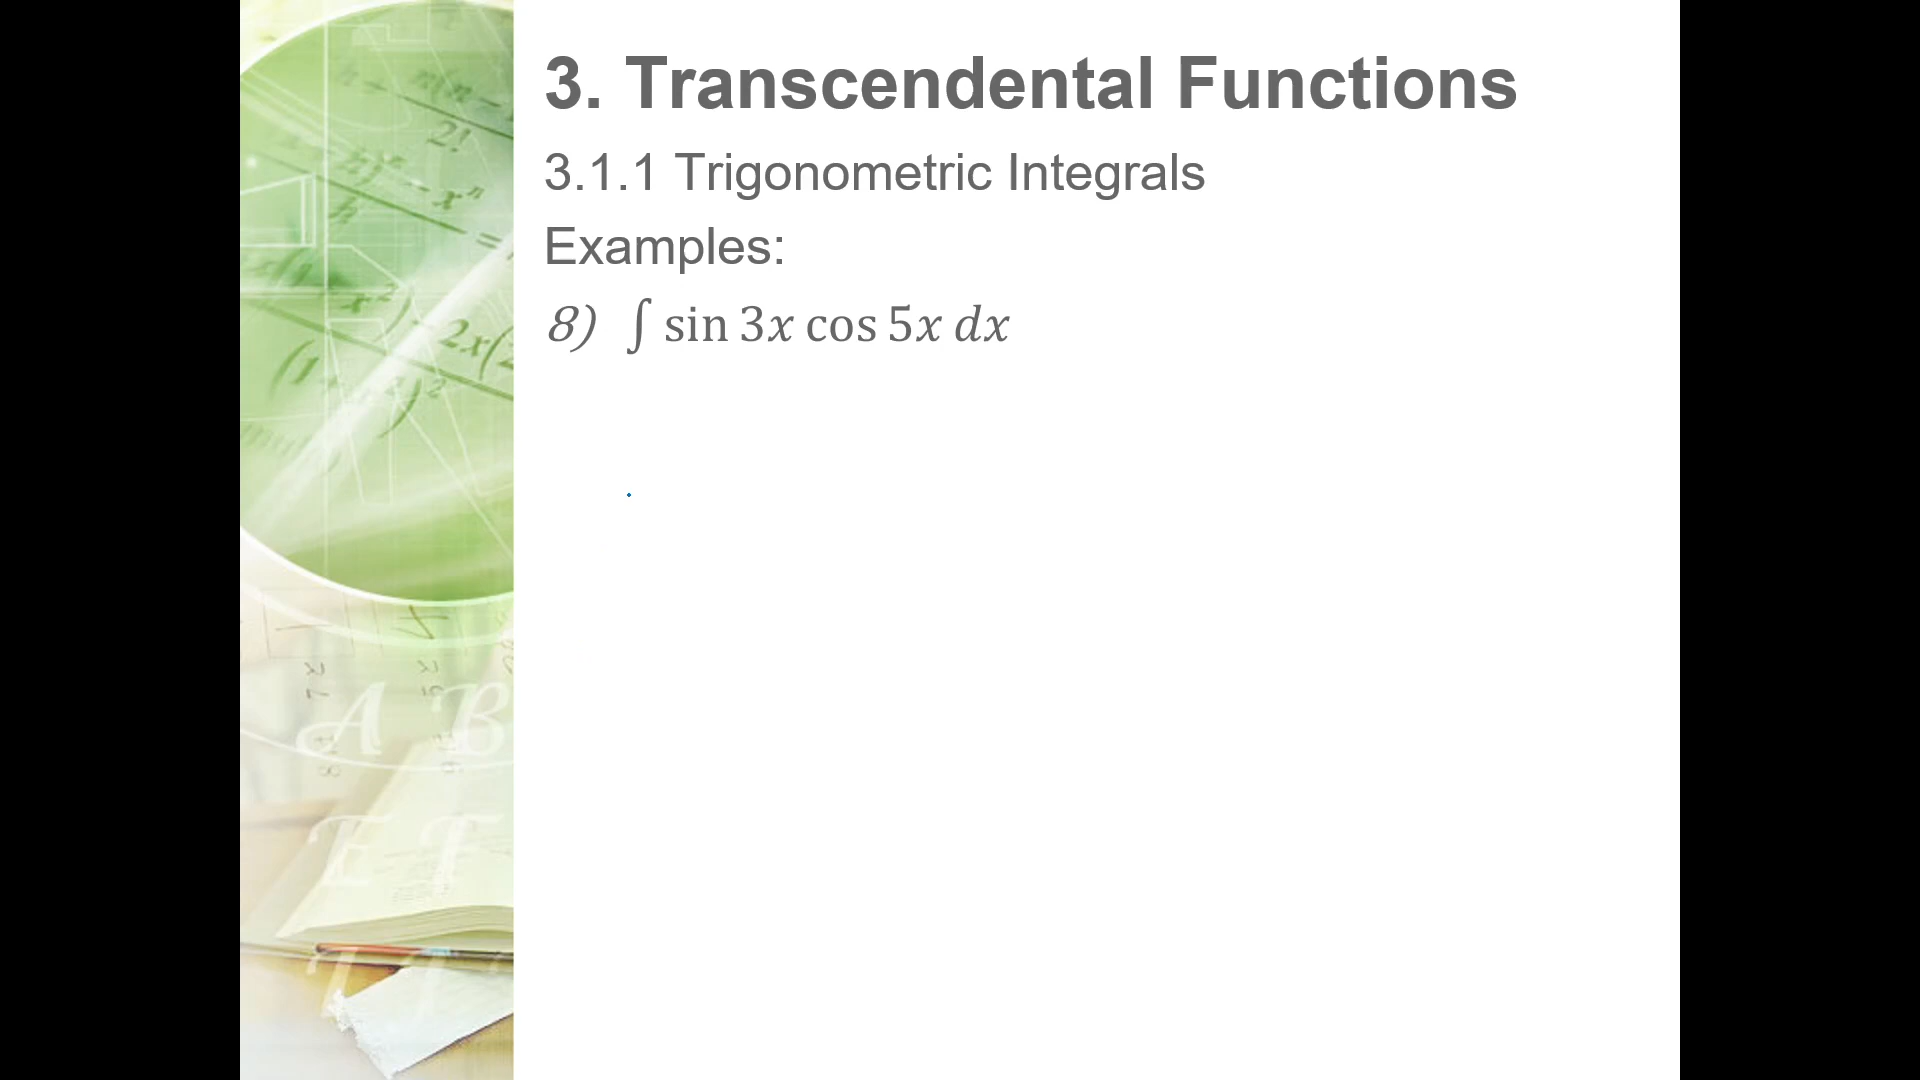 3. Transcendental Functions
3.1.1 Trigonometric Integrals
Examples:
8) ∫ sin 3x cos 5x dx